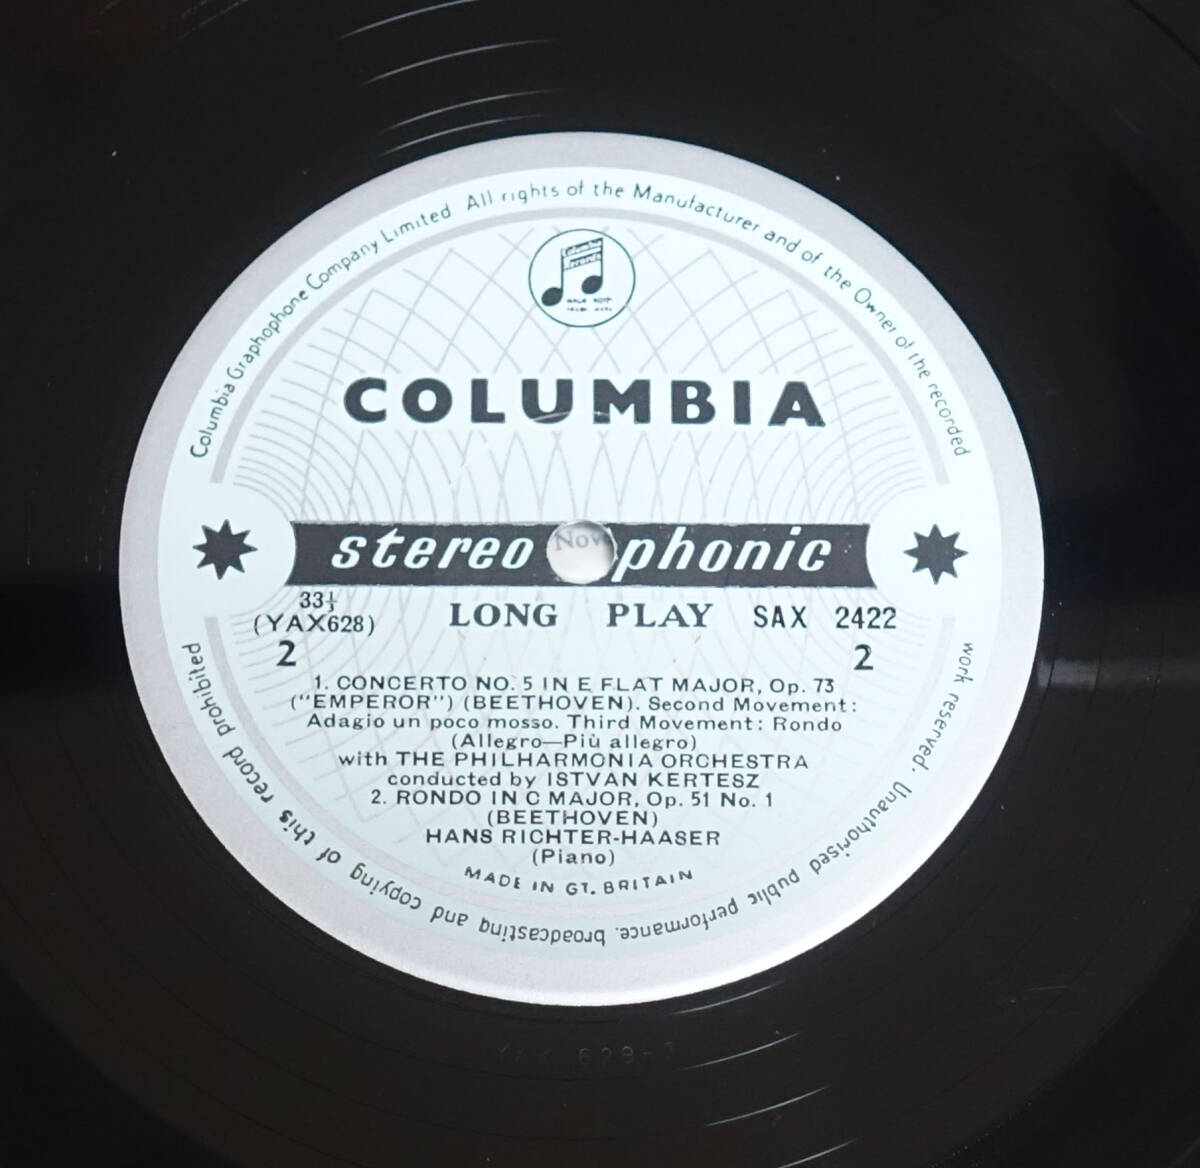 Columbia Graphophone Company Limited All rights of the Manufacturer and of the Owner of the recorded
work reserved. Unauthorised public performance. broadcasting and copying of this record prohibited
Columbia
Records
COLUMBIA
stereo phonic
33⅓
(YAX628)
LONG PLAY
SAX 2422
2
2
1. CONCERTO NO. 5 IN E FLAT MAJOR, Op. 73
("EMPEROR") (BEETHOVEN). Second Movement:
Adagio un poco mosso. Third Movement: Rondo
(Allegro—Più allegro)
with THE PHILHARMONIA ORCHESTRA
conducted by ISTVAN KERTESZ
2. RONDO IN C MAJOR, Op. 51 No. 1
(BEETHOVEN)
HANS RICHTER-HAASER
(Piano)
MADE IN GT. BRITAIN